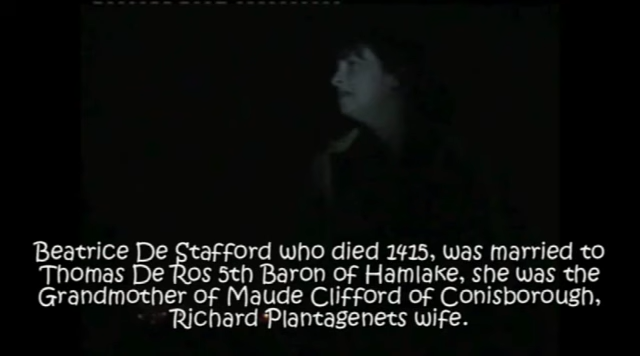 Beatrice De Stafford who died 1415, was married to
Thomas De Ros 5th Baron of Hamlake, she was the
Grandmother of Maude Clifford of Conisborough,
Richard Plantagenets wife.